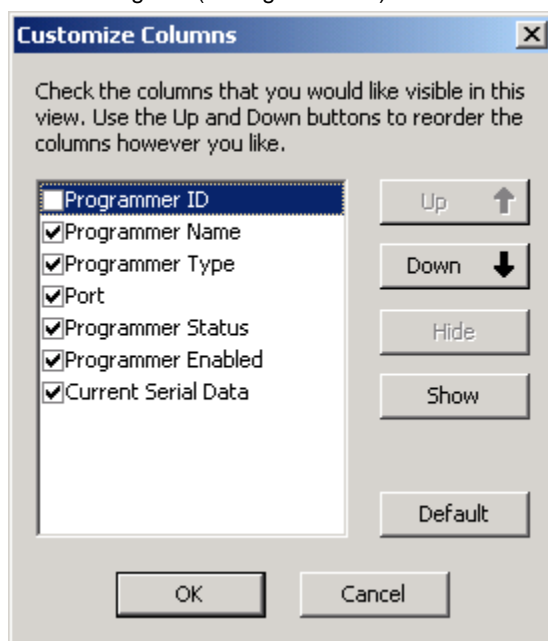 Customize Columns
Check the columns that you would like visible in this
view. Use the Up and Down buttons to reorder the
columns however you like.
Programmer ID
Programmer Name
Programmer Type
Port
Programmer Status
Programmer Enabled
Current Serial Data
Up
Down
Hide
Show
Default
OK
Cancel